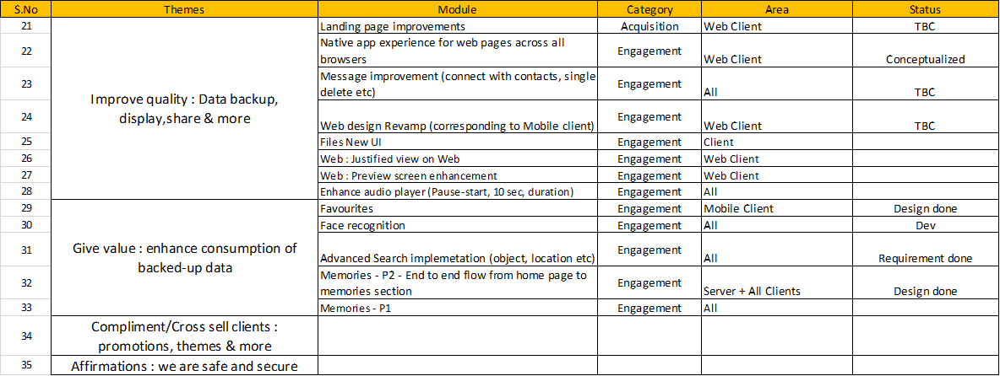 S.No Themes Module Category Area Status
21 Landing page improvements Acquisition Web Client TBC
22 Native app experience for web pages across all
browsers Engagement Web Client Conceptualized
23 Message improvement (connect with contacts, single
delete etc) Engagement All TBC
Improve quality : Data backup,
display,share & more
24 Web design Revamp (corresponding to Mobile client) Engagement Web Client TBC
25 Files New UI Engagement Client
26 Web : Justified view on Web Engagement Web Client
27 Web : Preview screen enhancement Engagement Web Client
28 Enhance audio player (Pause-start, 10 sec, duration) Engagement All
29 Favourites Engagement Mobile Client Design done
30 Face recognition Engagement All Dev
Give value : enhance consumption of
backed-up data
31 Advanced Search implemetation (object, location etc) Engagement All Requirement done
32 Memories - P2 - End to end flow from home page to
memories section Engagement Server + All Clients Design done
33 Memories - P1 Engagement All
34 Compliment/Cross sell clients :
promotions, themes & more
35 Affirmations : we are safe and secure